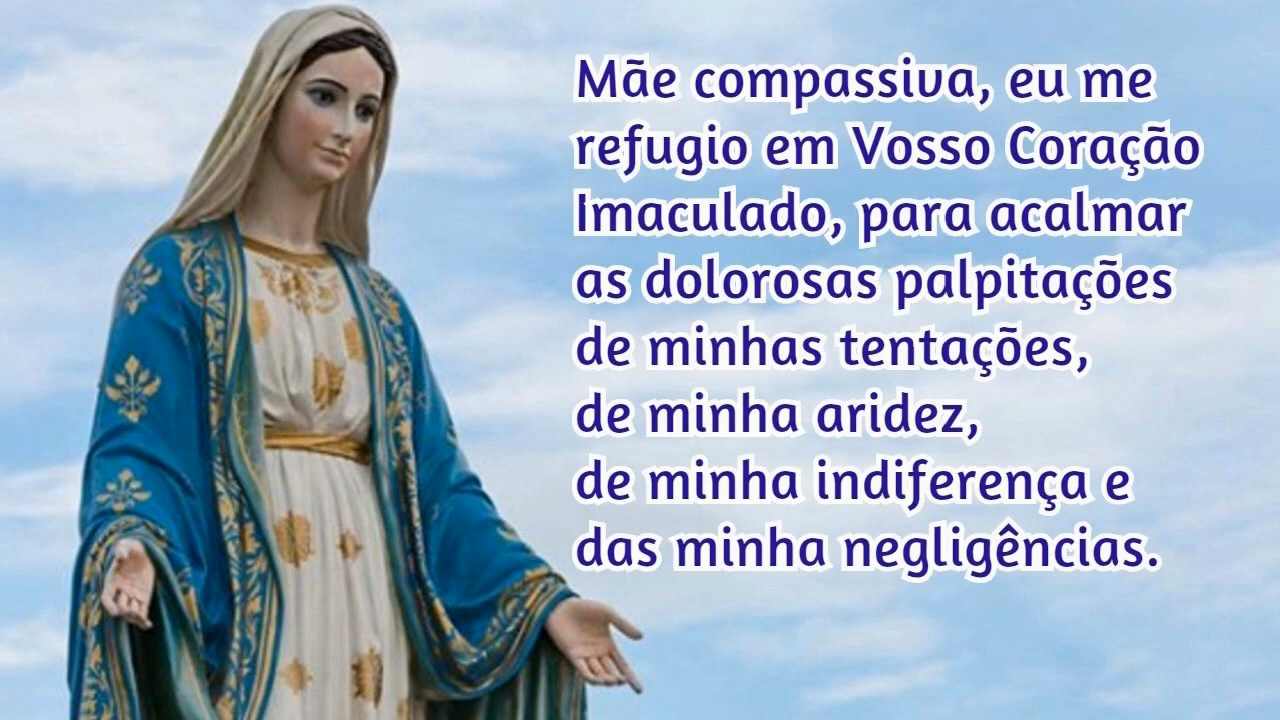 Mãe compassiva, eu me
refugio em Vosso Coração
Imaculado, para acalmar
as dolorosas palpitações
de minhas tentações,
de minha aridez,
de minha indiferença e
das minha negligências.